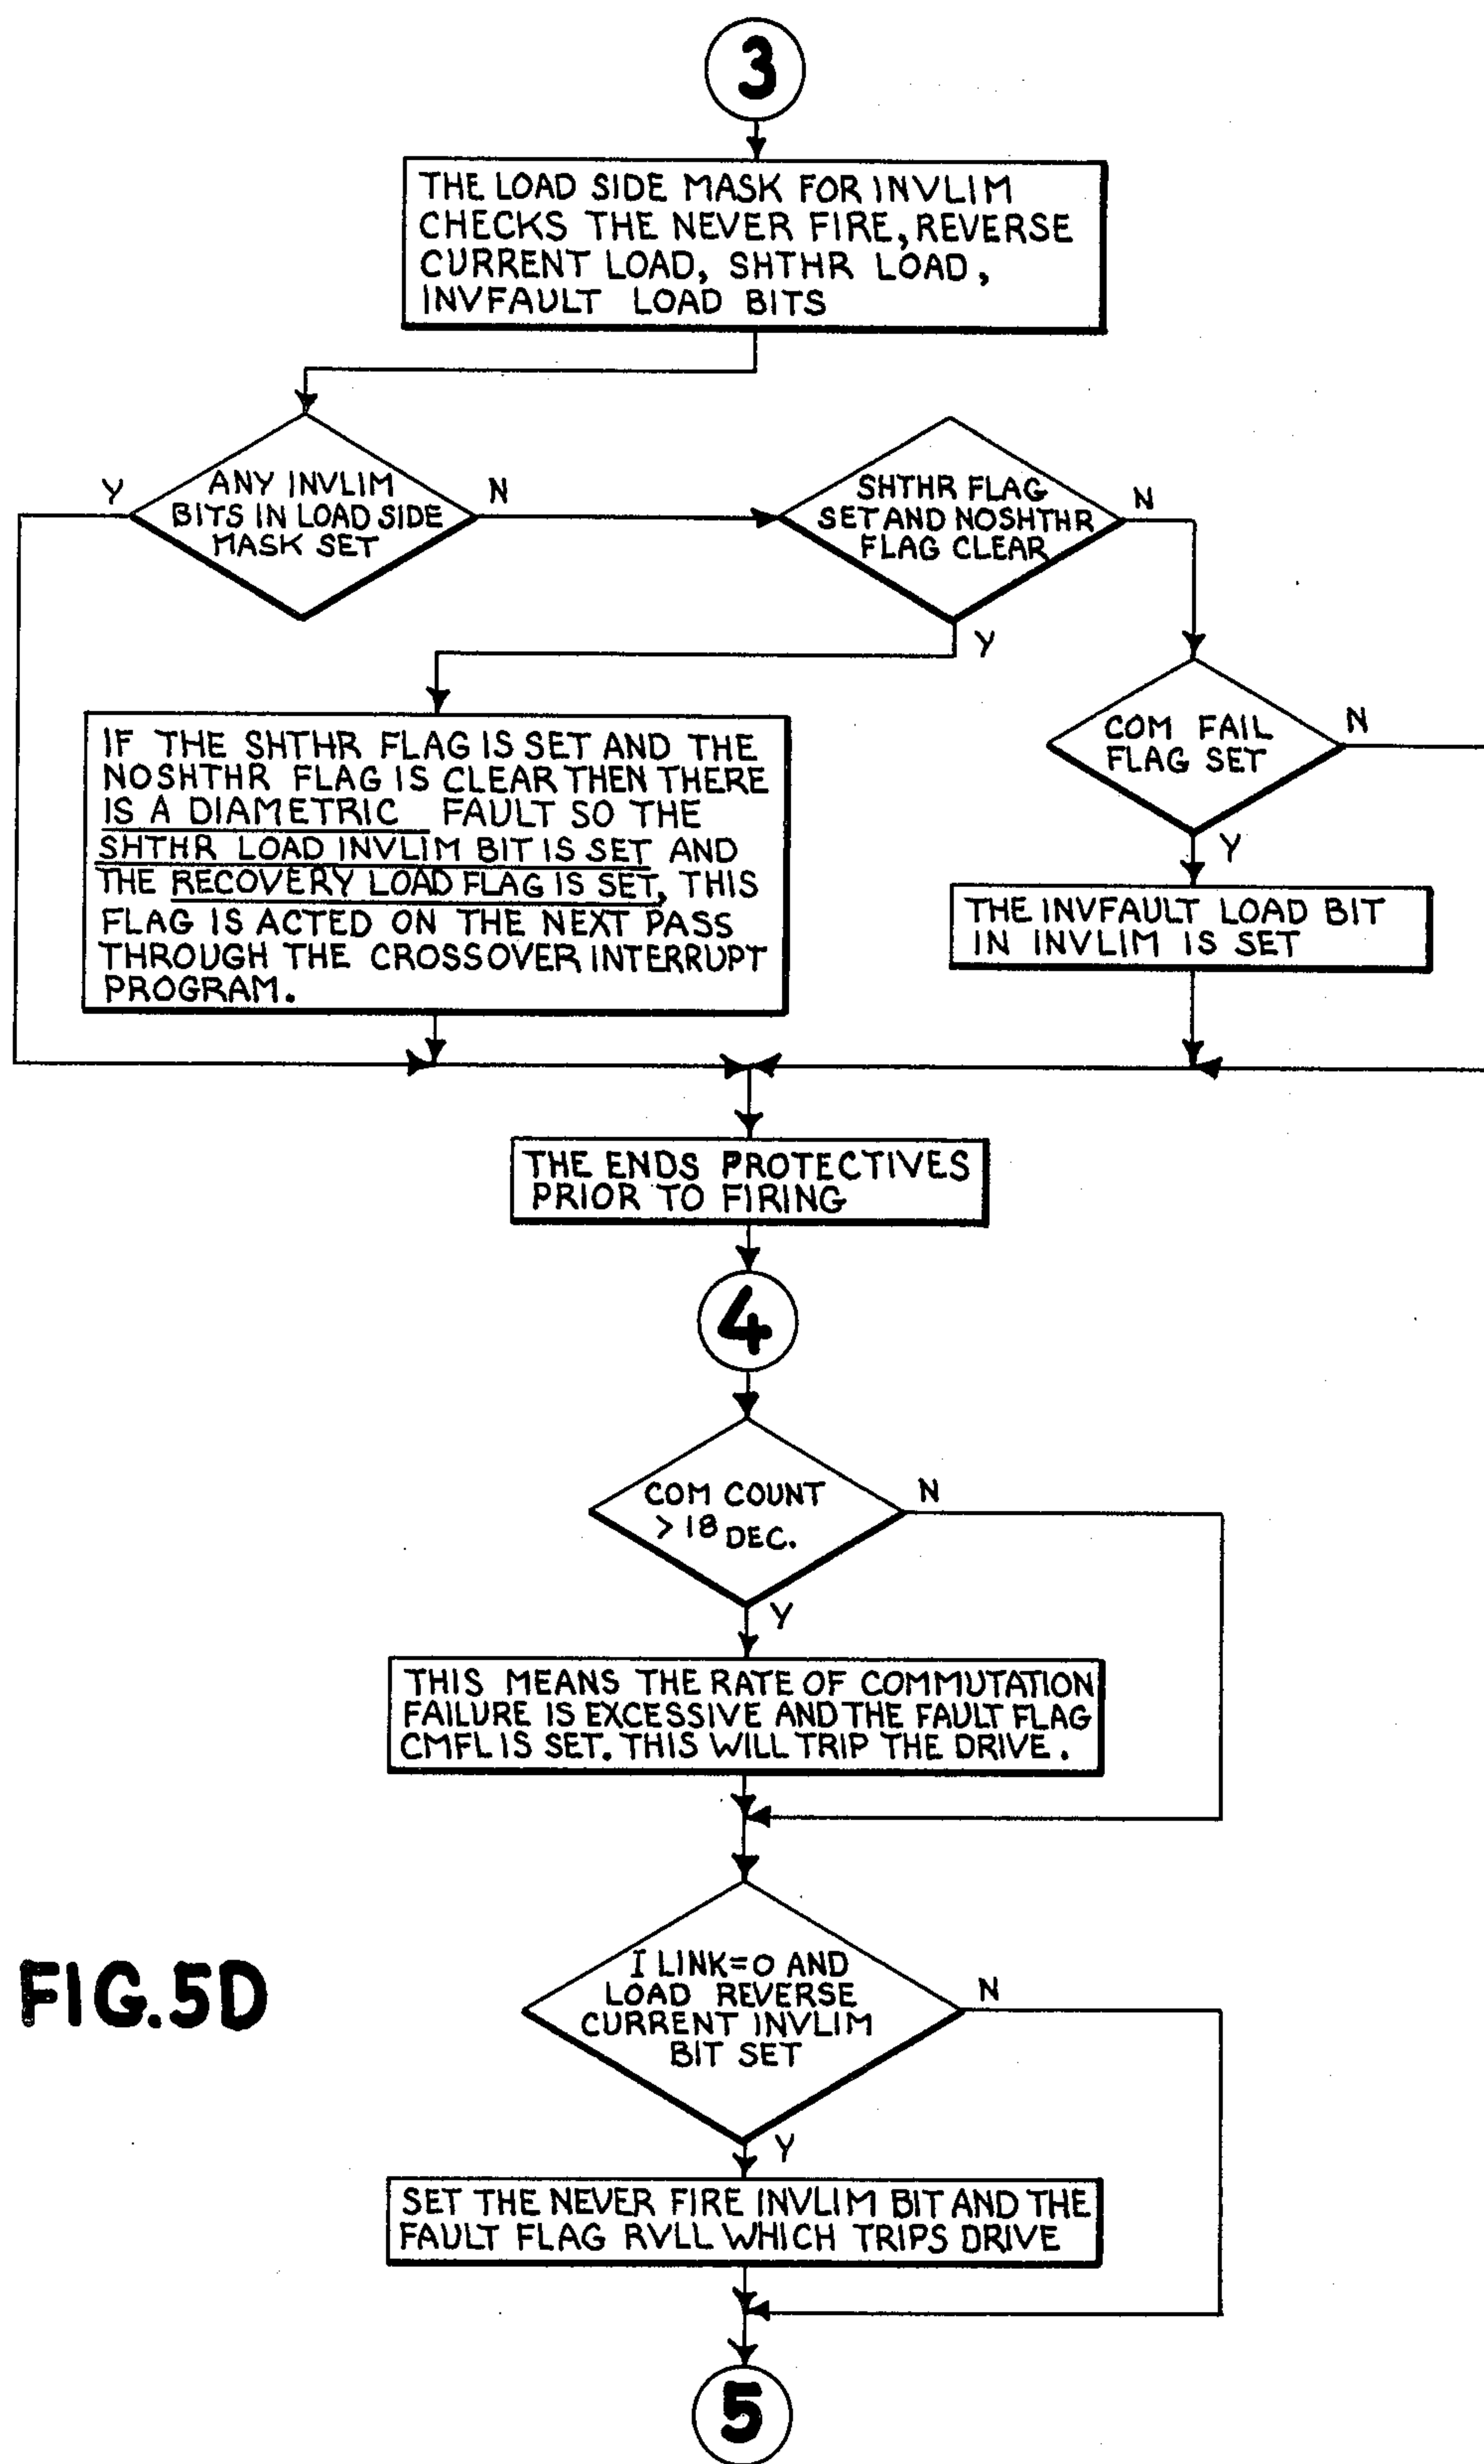 3
THE LOAD SIDE MASK FOR INVLIM
CHECKS THE NEVER FIRE, REVERSE
CURRENT LOAD, SHTHR LOAD,
INVFAULT LOAD BITS
Y
ANY INVLIM
BITS IN LOAD SIDE
MASK SET
N
SHTHR FLAG
SET AND NOSHTHR
FLAG CLEAR
N
Y
IF THE SHTHR FLAG IS SET AND THE
NOSHTHR FLAG IS CLEAR THEN THERE
IS A DIAMETRIC FAULT SO THE
SHTHR LOAD INVLIM BIT IS SET AND
THE RECOVERY LOAD FLAG IS SET, THIS
FLAG IS ACTED ON THE NEXT PASS
THROUGH THE CROSSOVER INTERRUPT
PROGRAM.
COM FAIL
FLAG SET
N
Y
THE INVFAULT LOAD BIT
IN INVLIM IS SET
THE ENDS PROTECTIVES
PRIOR TO FIRING
4
COM COUNT
> 18 DEC.
N
Y
THIS MEANS THE RATE OF COMMUTATION
FAILURE IS EXCESSIVE AND THE FAULT FLAG
CMFL IS SET. THIS WILL TRIP THE DRIVE.
I LINK=0 AND
LOAD REVERSE
CURRENT INVLIM
BIT SET
N
Y
SET THE NEVER FIRE INVLIM BIT AND THE
FAULT FLAG RVLL WHICH TRIPS DRIVE
5
FIG.5D